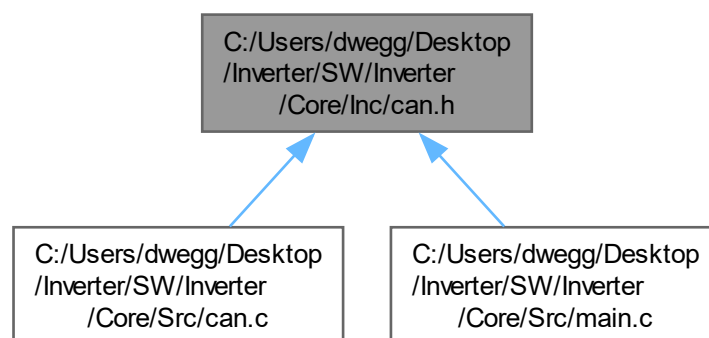 C:/Users/dwegg/Desktop
/Inverter/SW/Inverter
/Core/Inc/can.h
C:/Users/dwegg/Desktop
/Inverter/SW/Inverter
/Core/Src/can.c
C:/Users/dwegg/Desktop
/Inverter/SW/Inverter
/Core/Src/main.c